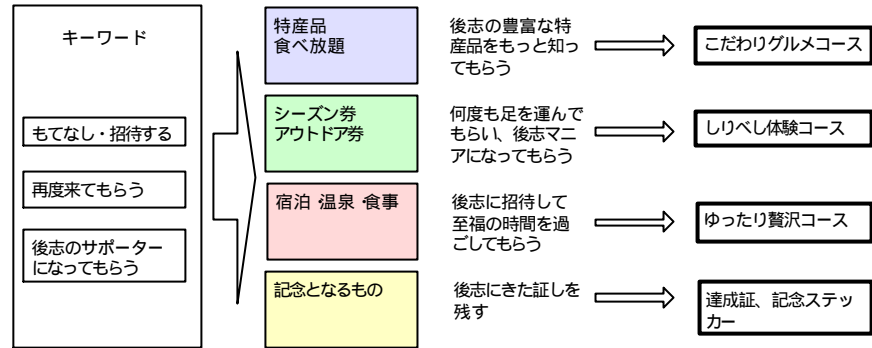 キーワード
もてなし・招待する
再度来てもらう
後志のサポーター
になってもらう
特産品
食べ放題
後志の豊富な特
産品をもっと知っ
てもらう
こだわりグルメコース
シーズン券
アウトドア券
何度も足を運んで
もらい、後志マニ
アになってもらう
しりべし体験コース
宿泊・温泉・食事
後志に招待して
至福の時間を過
ごしてもらう
ゆったり贅沢コース
記念となるもの
後志にきた証しを
残す
達成証、記念ステッ
カー